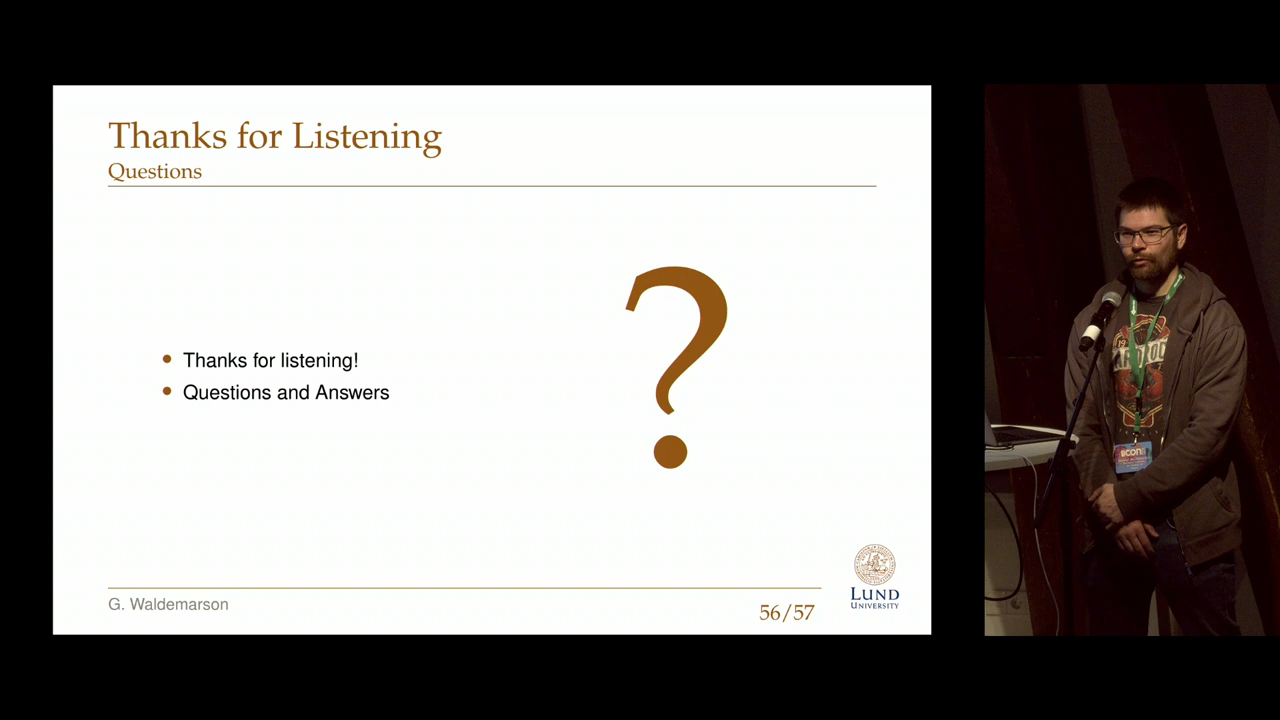 Thanks for Listening
Questions
Thanks for listening!
Questions and Answers
G. Waldemarson
56/57
LUND
UNIVERSITY